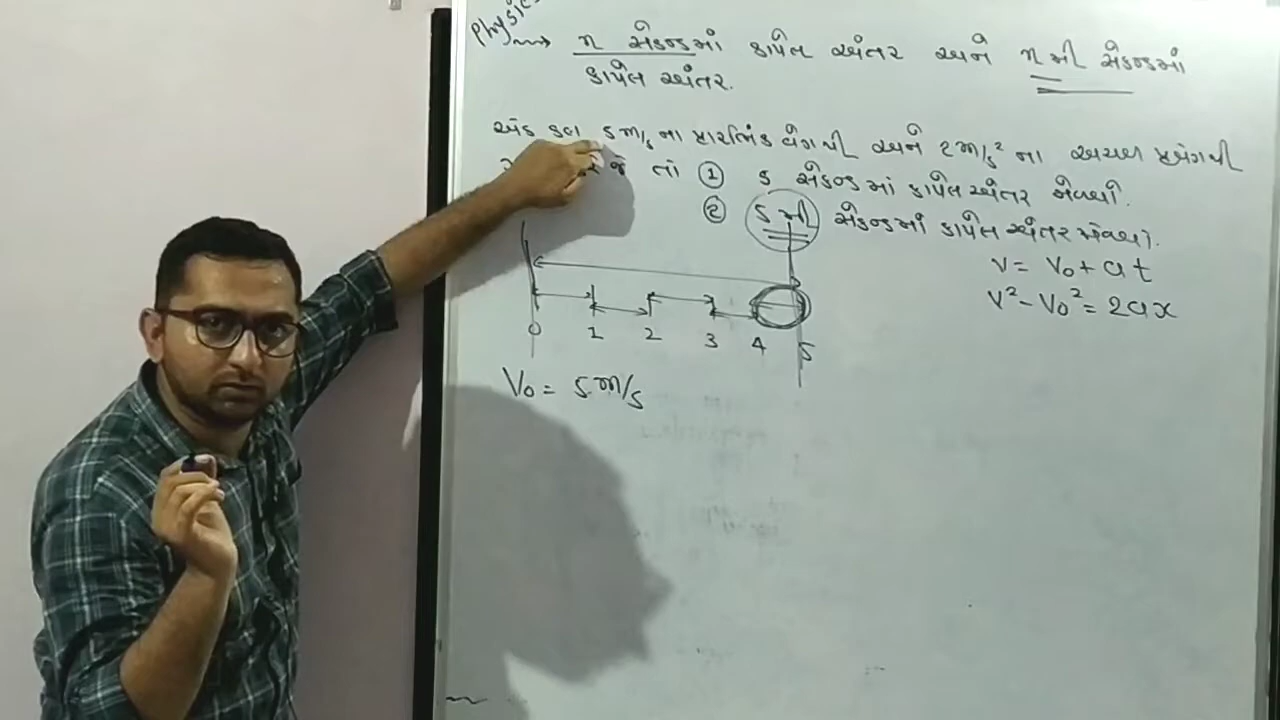 Physics
n સેકન્ડમાં કાપેલ અંતર અને n મી સેકન્ડમાં
કાપેલ અંતર.
એક કણ 5 m/s ના પ્રારંભિક વેગથી અને 2 m/s² ના અચળ પ્રવેગથી
જે તો ① 5 સેકન્ડ માં કાપેલ અંતર મેળવો.
② 5 મી સેકન્ડમાં કાપેલ અંતર મેળવો.
V = V₀ + at
V² - V₀² = 2ax
0 1 2 3 4 5
V₀ = 5 m/s